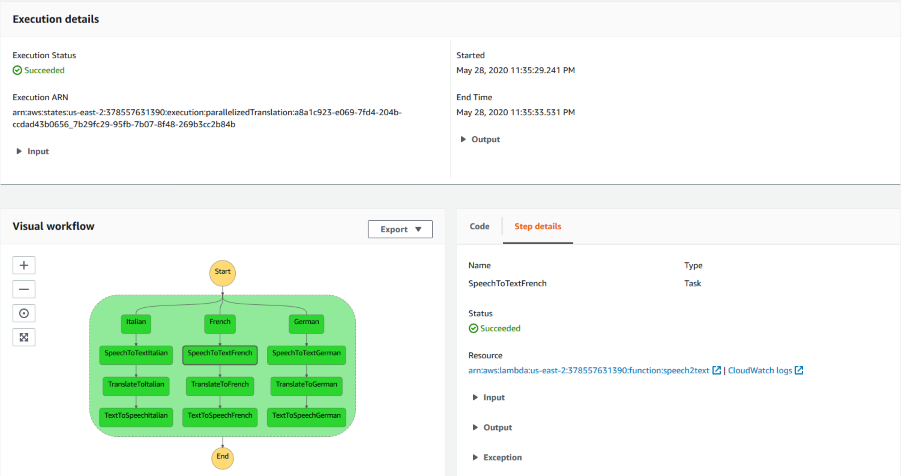 Execution details
Execution Status
Succeeded
Started
May 28, 2020 11:35:29.241 PM
Execution ARN
arn:aws:states:us-east-2:378557631390:execution:parallelizedTranslation:a8a1c923-e069-7fd4-204b-
ccdad43b0656_7b29fc29-95fb-7b07-8f48-269b3cc2b84b
End Time
May 28, 2020 11:35:33.531 PM
Input
Output
Visual workflow
Export
Start
Italian French German
SpeechToTextItalian SpeechToTextFrench SpeechToTextGerman
TranslateToItalian TranslateToFrench TranslateToGerman
TextToSpeechItalian TextToSpeechFrench TextToSpeechGerman
End
Code Step details
Name Type
SpeechToTextFrench Task
Status
Succeeded
Resource
arn:aws:lambda:us-east-2:378557631390:function:speech2text | CloudWatch logs
Input
Output
Exception